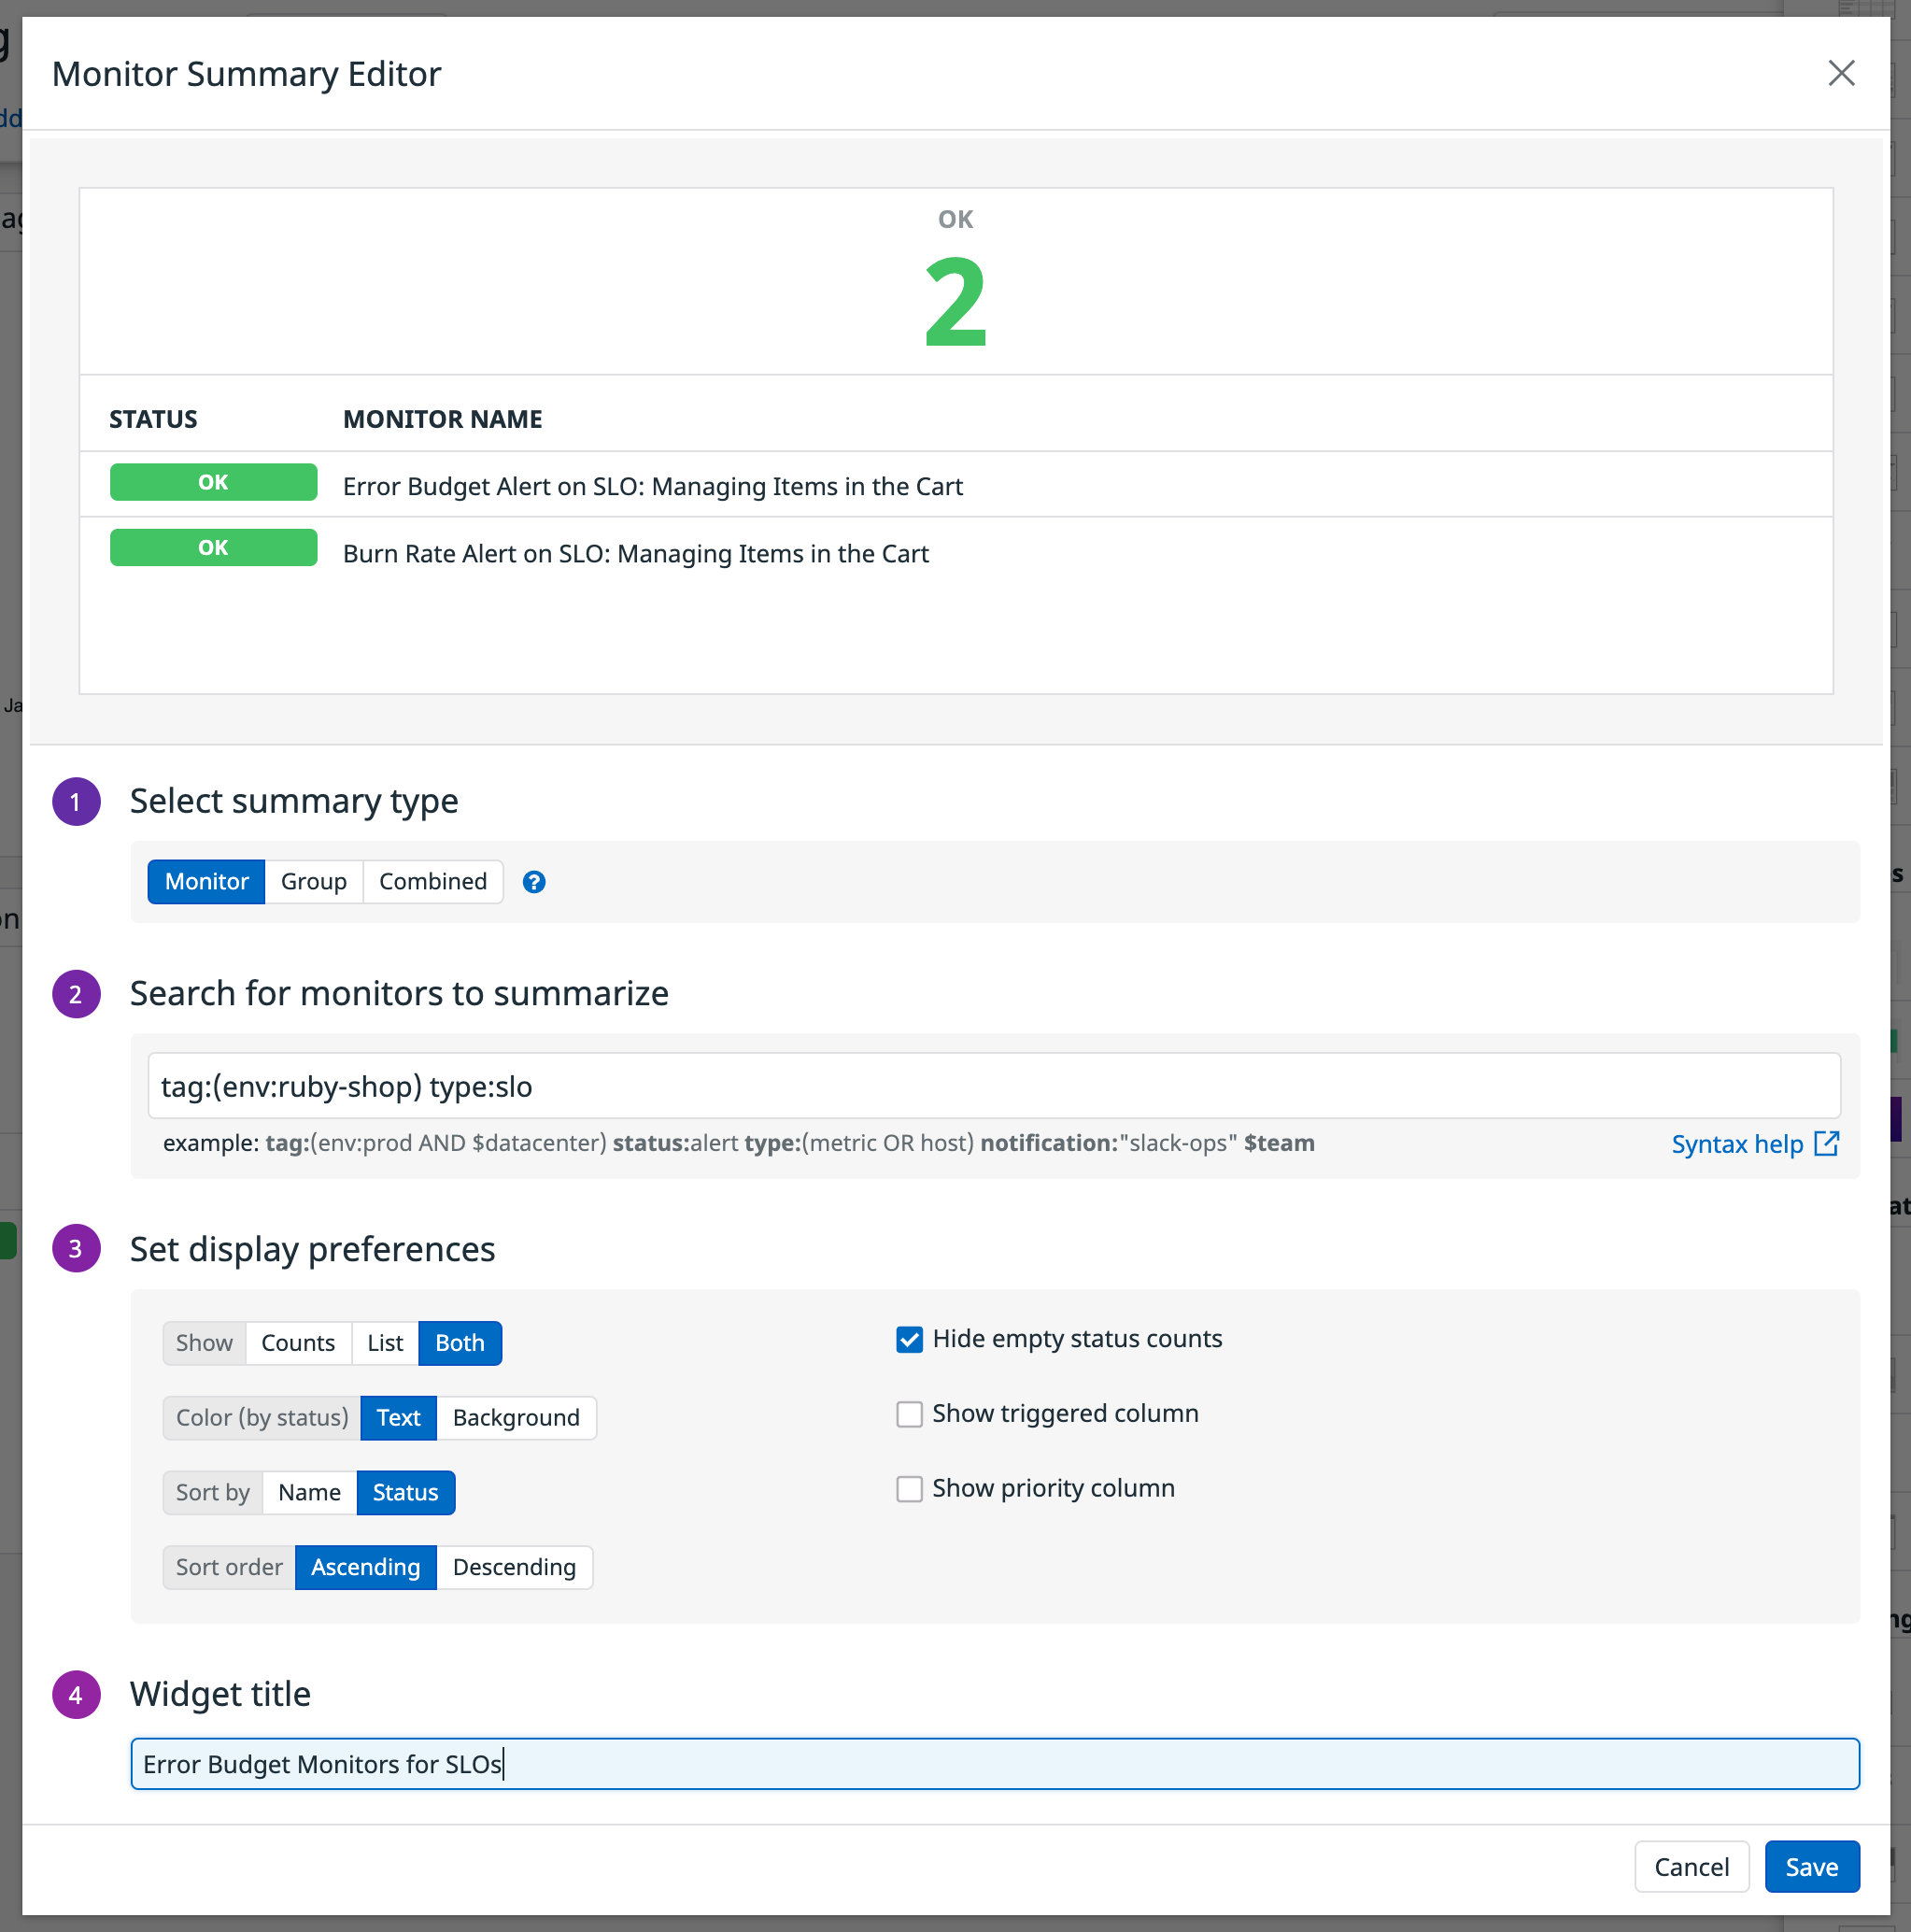 Monitor Summary Editor
OK
2
STATUS MONITOR NAME
OK Error Budget Alert on SLO: Managing Items in the Cart
OK Burn Rate Alert on SLO: Managing Items in the Cart
1 Select summary type
Monitor Group Combined ?
2 Search for monitors to summarize
tag:(env:ruby-shop) type:slo
example: tag:(env:prod AND $datacenter) status:alert type:(metric OR host) notification:"slack-ops" $team Syntax help
3 Set display preferences
Show Counts List Both Hide empty status counts
Color (by status) Text Background Show triggered column
Sort by Name Status Show priority column
Sort order Ascending Descending
4 Widget title
Error Budget Monitors for SLOs
Cancel Save